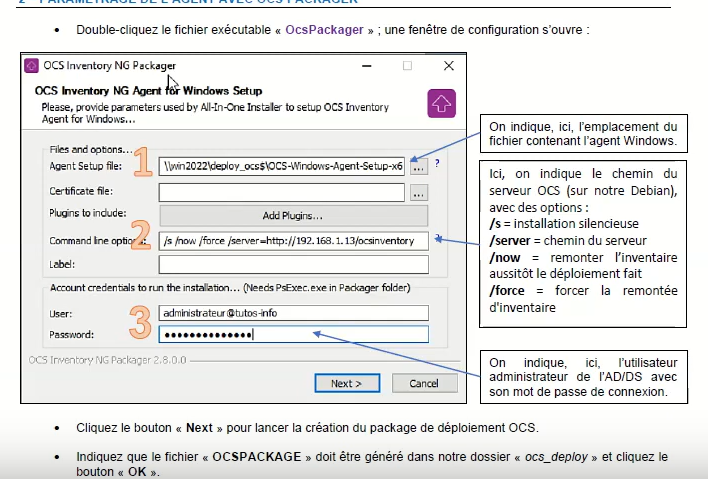 2 – PARAMÉTRAGE DE L'AGENT AVEC OCS PACKAGER
• Double-cliquez le fichier exécutable « OcsPackager » ; une fenêtre de configuration s'ouvre :
OCS Inventory NG Packager
OCS Inventory NG Agent for Windows Setup
Please, provide parameters used by All-In-One Installer to setup OCS Inventory
Agent for Windows...
Files and options...
1
Agent Setup file: \\win2022\deploy_ocs$\OCS-Windows-Agent-Setup-x6 ... ?
Certificate file: ...
Plugins to include: Add Plugins...
2
Command line options: /s /now /force /server=http://192.168.1.13/ocsinventory ?
Label:
Account credentials to run the installation... (Needs PsExec.exe in Packager folder)
3
User: administrateur@tutos-info
Password: ●●●●●●●●●●●●●●
OCS Inventory NG Packager 2.8.0.0
Next > Cancel
On indique, ici, l'emplacement du
fichier contenant l'agent Windows.
Ici, on indique le chemin du
serveur OCS (sur notre Debian),
avec des options :
/s = installation silencieuse
/server = chemin du serveur
/now = remonter l'inventaire
aussitôt le déploiement fait
/force = forcer la remontée
d'inventaire
On indique, ici, l'utilisateur
administrateur de l'AD/DS avec
son mot de passe de connexion.
• Cliquez le bouton « Next » pour lancer la création du package de déploiement OCS.
• Indiquez que le fichier « OCSPACKAGE » doit être généré dans notre dossier « ocs_deploy » et cliquez le
bouton « OK ».